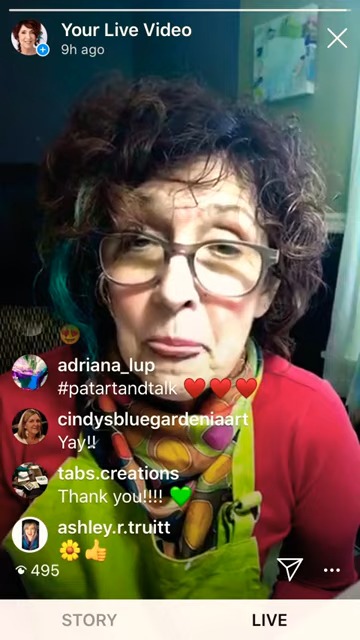 Your Live Video
9h ago
adriana_lup
#patartandtalk ❤️❤️❤️
cindysbluegardeniaart
Yay!!
tabs.creations
Thank you!!!! 💚
ashley.r.truitt
🌼👍
495
STORY
LIVE